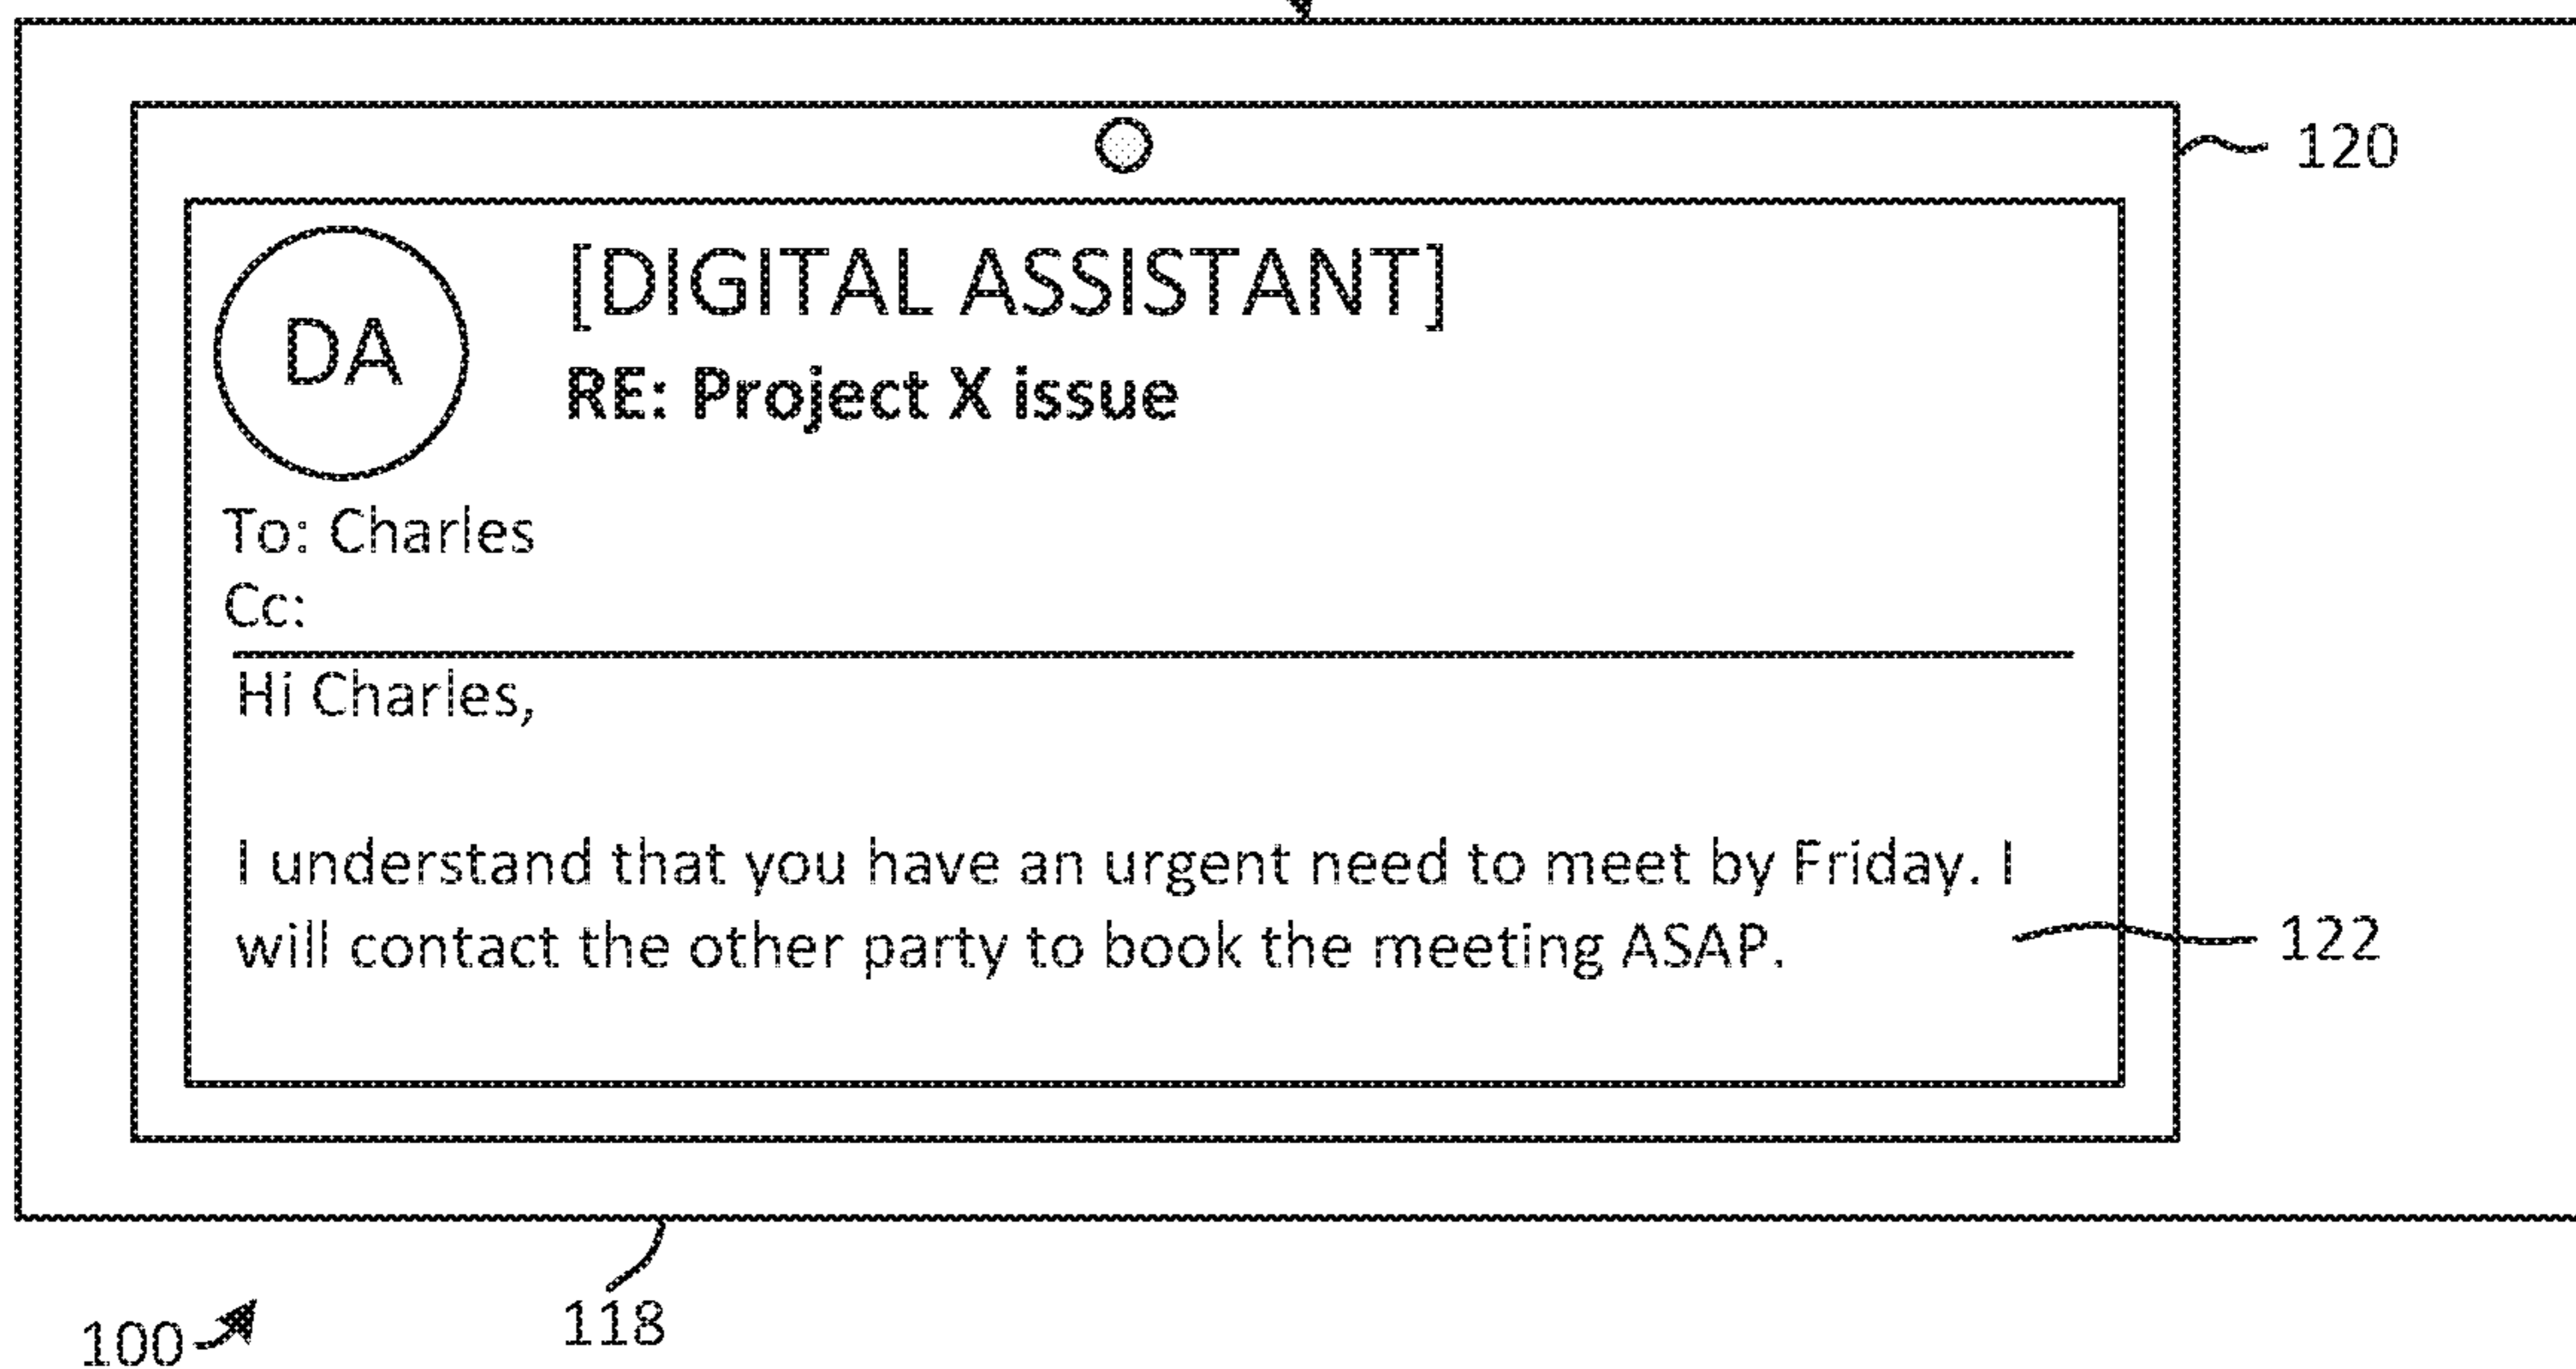 120
[DIGITAL ASSISTANT]
DA
RE: Project X issue
To: Charles
Cc:
Hi Charles,
I understand that you have an urgent need to meet by Friday. I
will contact the other party to book the meeting ASAP.
122
118
100